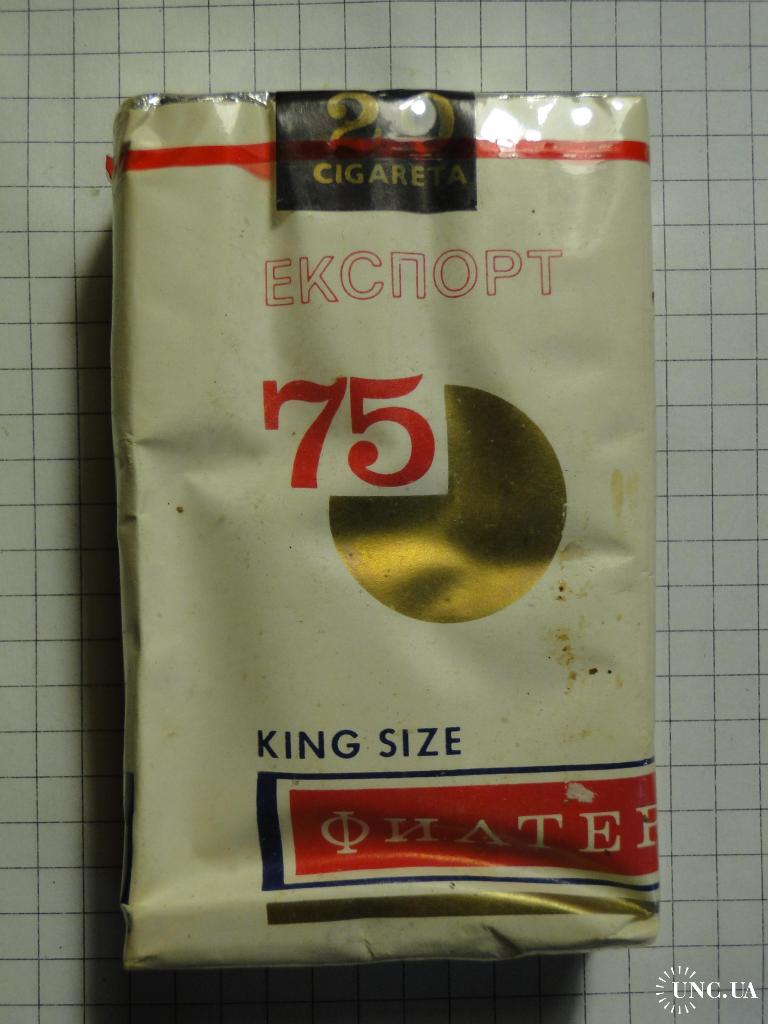 20
CIGARETA
ЕКСПОРТ
75
KING SIZE
ФИЛТЕР
UNC.UA